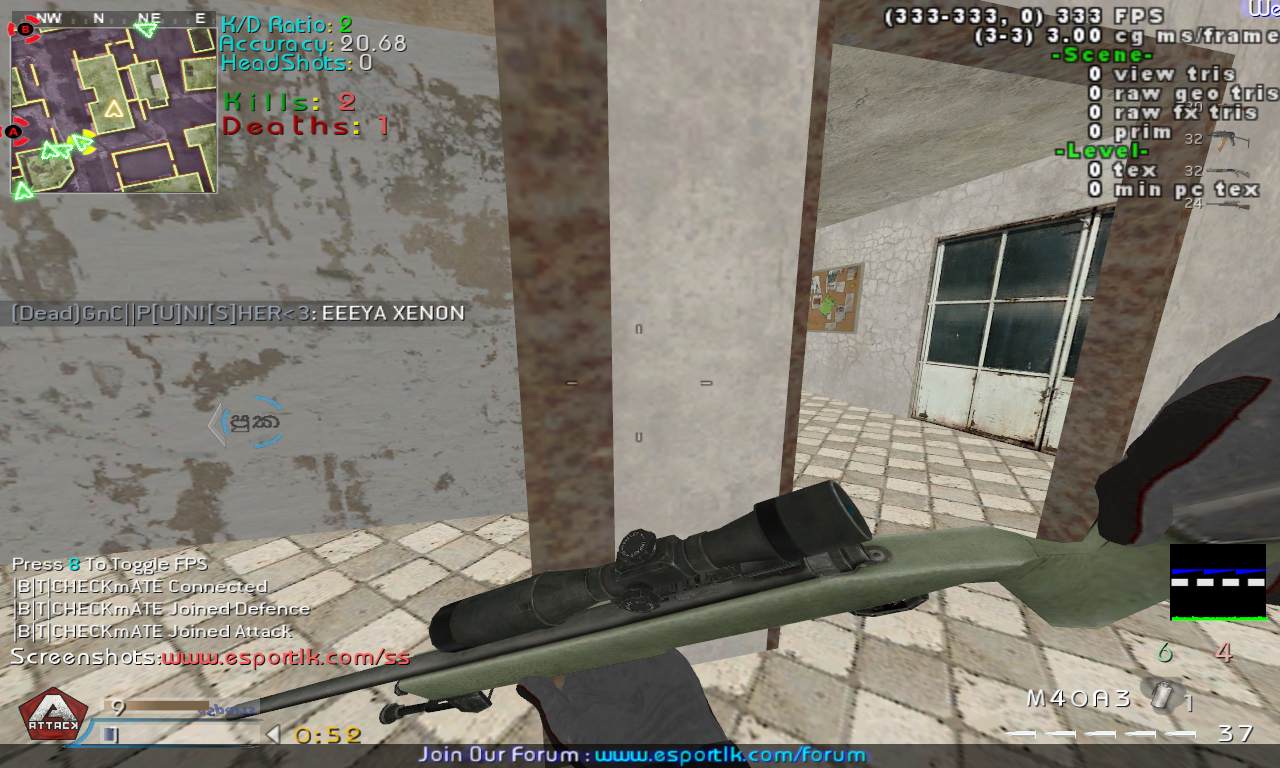 NW N NE E
B
A
K/D Ratio: 2
Accuracy: 20.68
HeadShots: 0
Kills: 2
Deaths: 1
(333-333, 0) 333 FPS
We
(3-3) 3.00 cg ms/frame
-Scene-
0 view tris
0 raw geo tris
0 raw fx tris
0 prim
32
-Level-
0 tex
32
0 min pc tex
24
(Dead)GnC||P[U]NI[S]HER<3: EEEYA XENON
Press 8 To Toggle FPS
|B|T|CHECKmATE Connected
|B|T|CHECKmATE Joined Defence
|B|T|CHECKmATE Joined Attack
Screenshots:www.esportlk.com/ss
6 4
M40A3 1
ATTACK
9
0:52
37
Join Our Forum : www.esportlk.com/forum